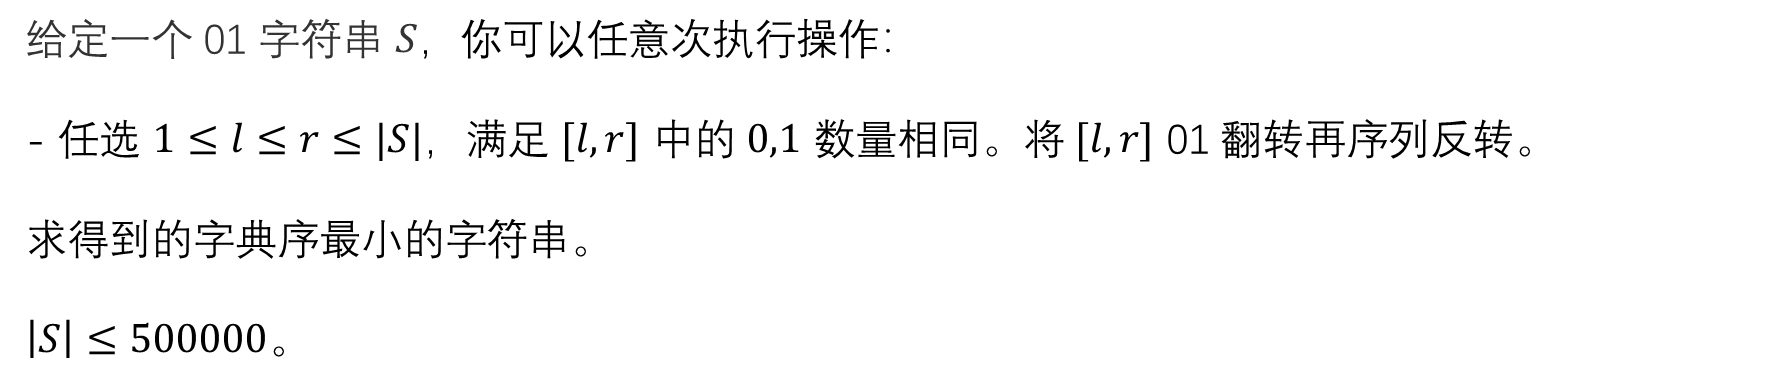 给定一个 01 字符串 S，你可以任意次执行操作：
- 任选 1 ≤ l ≤ r ≤ |S|，满足 [l, r] 中的 0,1 数量相同。将 [l, r] 01 翻转再序列反转。
求得到的字典序最小的字符串。
|S| ≤ 500000。